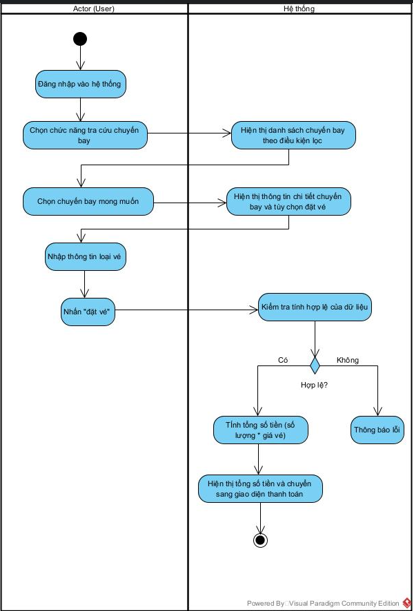 Actor (User)
Hệ thống
Đăng nhập vào hệ thống
Chọn chức năng tra cứu chuyến
bay
Hiện thị danh sách chuyến bay
theo điều kiện lọc
Chọn chuyến bay mong muốn
Hiện thị thông tin chi tiết chuyến
bay và tùy chọn đặt vé
Nhập thông tin loại vé
Nhấn "đặt vé"
Kiểm tra tính hợp lệ của dữ liệu
Có
Không
Hợp lệ?
Tính tổng số tiền (số
lượng * giá vé)
Thông báo lỗi
Hiện thị tổng số tiền và chuyển
sang giao diện thanh toán
Powered By: Visual Paradigm Community Edition